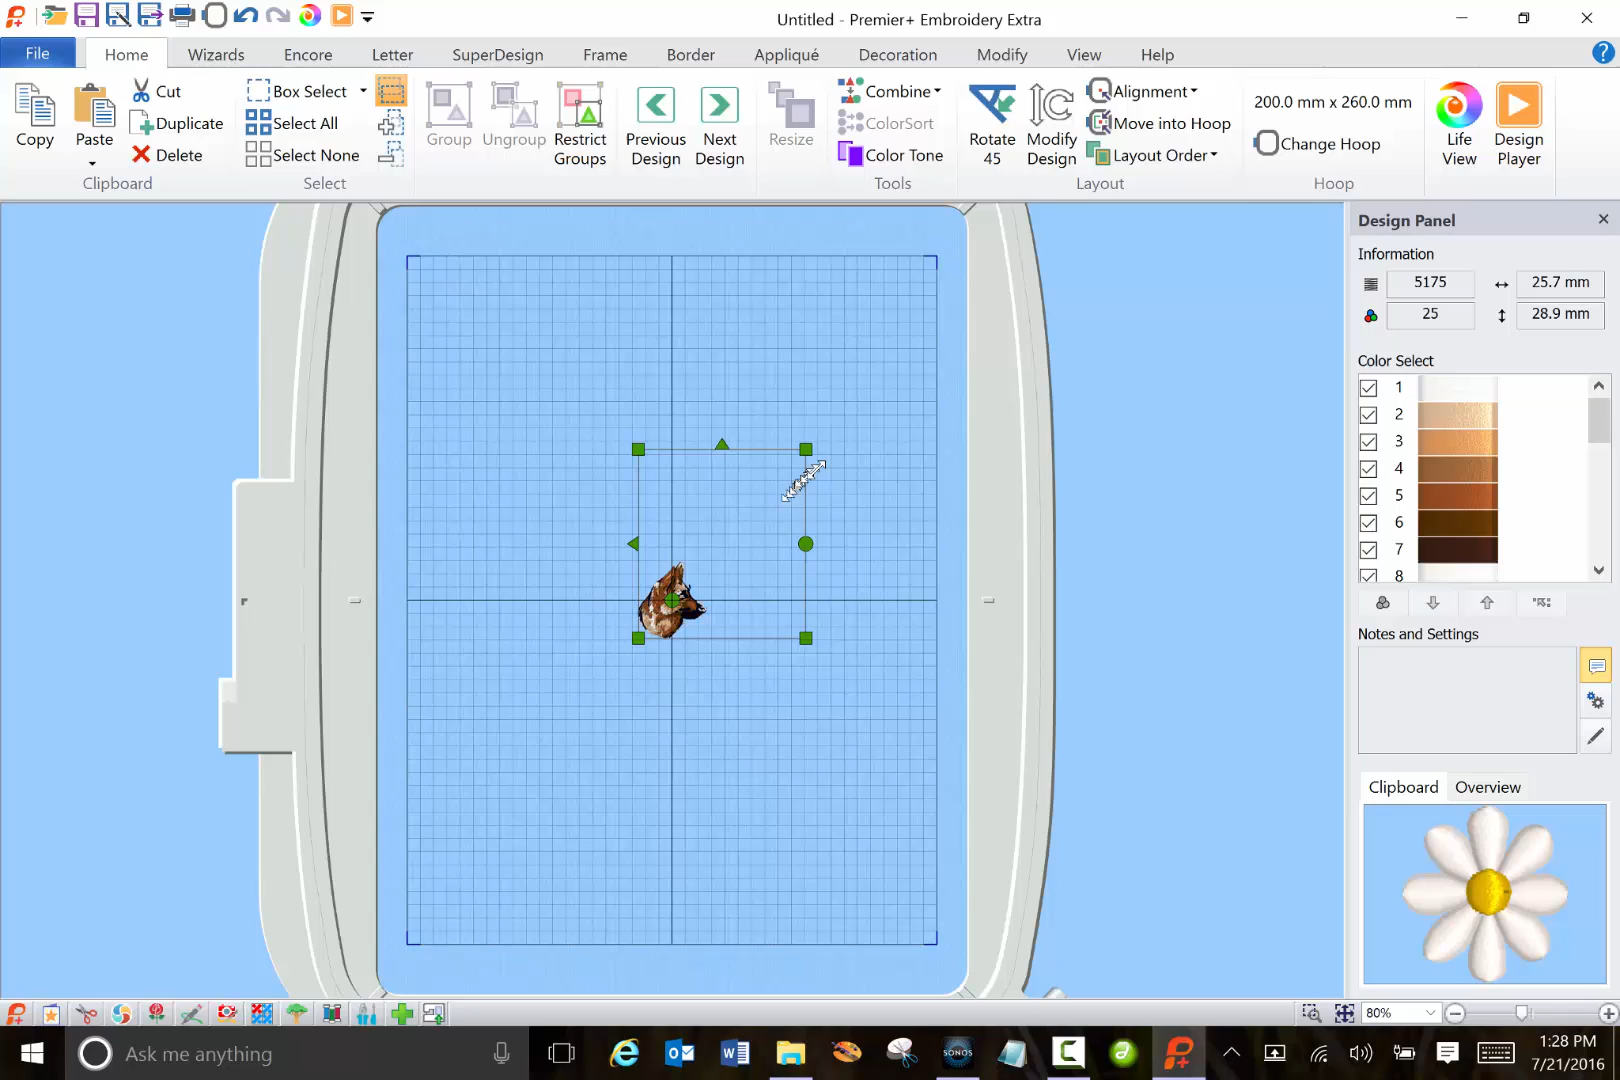 Untitled - Premier+ Embroidery Extra
File Home Wizards Encore Letter SuperDesign Frame Border Appliqué Decoration Modify View Help
Copy
Paste
Cut
Duplicate
Delete
Clipboard
Box Select
Select All
Select None
Select
Group
Ungroup
Restrict Groups
Previous Design
Next Design
Resize
Combine
ColorSort
Color Tone
Tools
Rotate 45
Modify Design
Alignment
Move into Hoop
Layout Order
Layout
200.0 mm x 260.0 mm
Change Hoop
Hoop
Life View
Design Player
Design Panel
Information
5175 25.7 mm
25 28.9 mm
Color Select
1
2
3
4
5
6
7
8
Notes and Settings
Clipboard Overview
80%
Ask me anything
SONOS
1:28 PM
7/21/2016